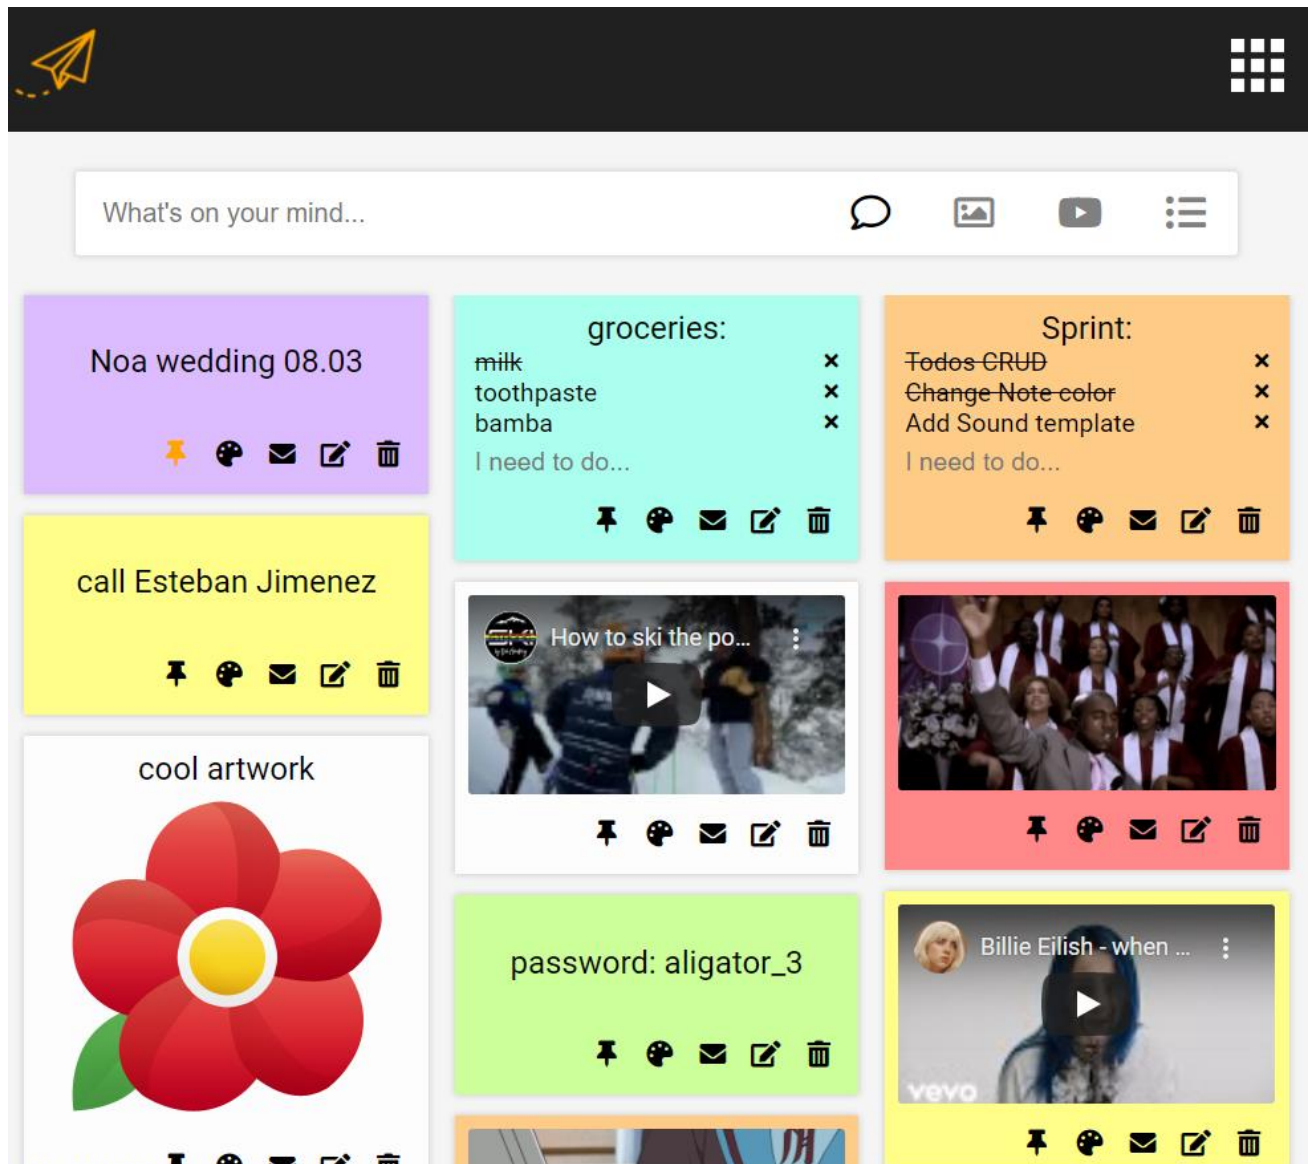 What's on your mind...
Noa wedding 08.03
call Esteban Jimenez
cool artwork
groceries:
milk
toothpaste
bamba
I need to do...
How to ski the po...
password: aligator_3
Sprint:
Todos CRUD
Change Note color
Add Sound template
I need to do...
Billie Eilish - when ...
vevo